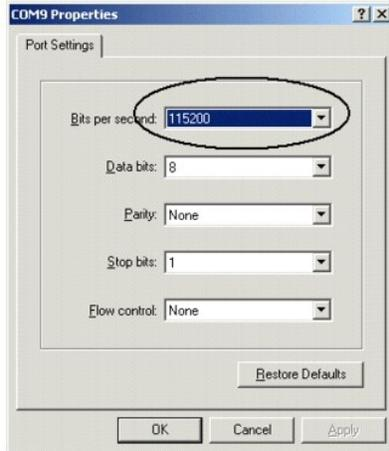 COM9 Properties
Port Settings
Bits per second: 115200
Data bits: 8
Parity: None
Stop bits: 1
Flow control: None
Restore Defaults
OK Cancel Apply